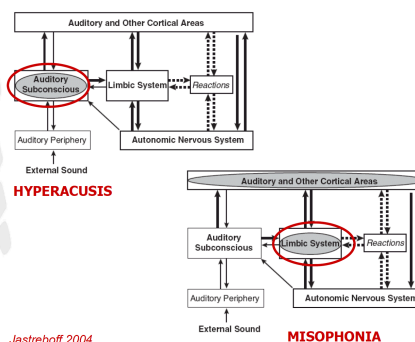 Auditory and Other Cortical Areas
Auditory
Subconscious
Limbic System
Reactions
Auditory Periphery
Autonomic Nervous System
External Sound
HYPERACUSIS
Auditory and Other Cortical Areas
Auditory
Subconscious
Limbic System
Reactions
Auditory Periphery
Autonomic Nervous System
External Sound
MISOPHONIA
Jastreboff 2004